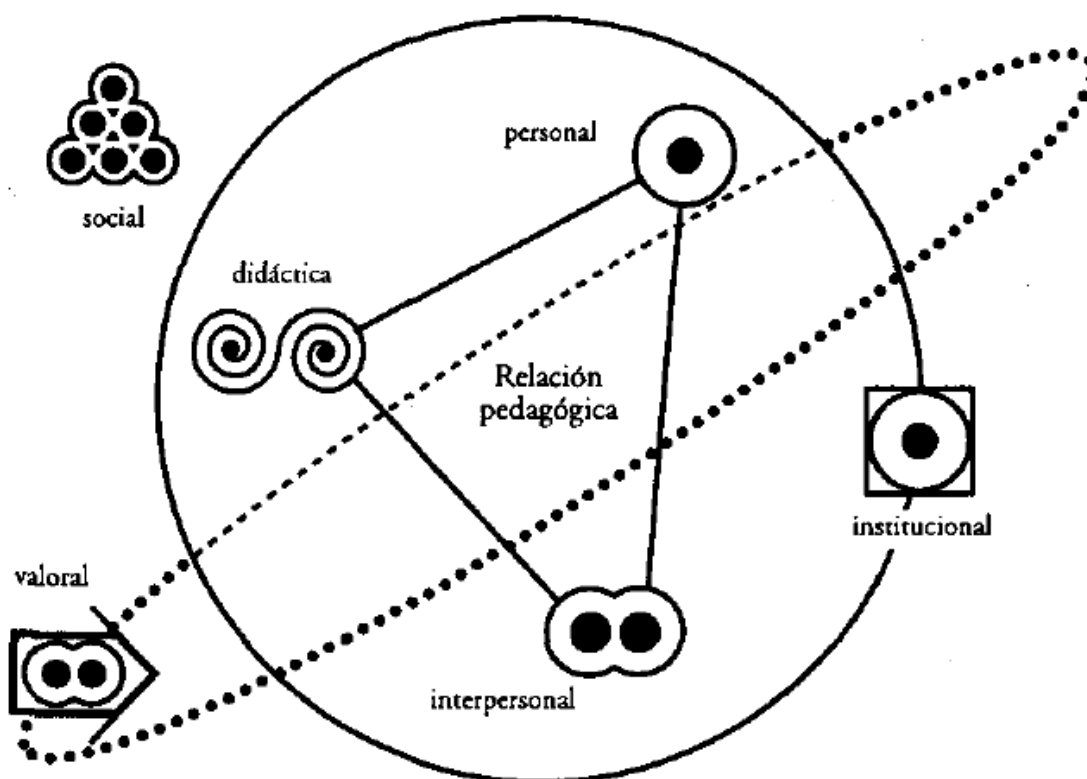 personal
social
didáctica
Relación
pedagógica
institucional
valoral
interpersonal